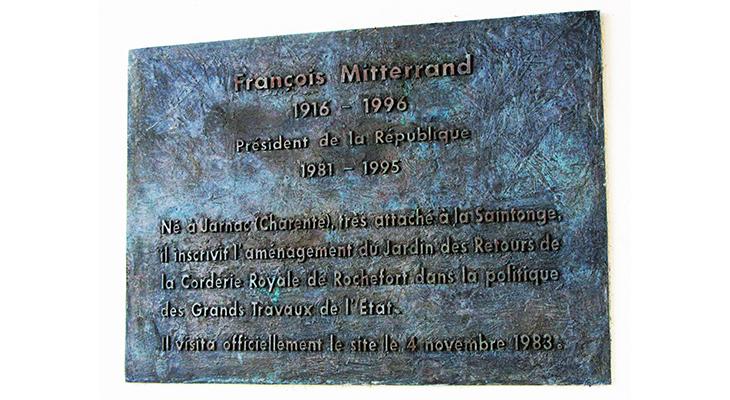 François Mitterrand
1916 - 1996
Président de la République
1981 - 1995
Né à Jarnac (Charente), très attaché à la Saintonge,
il inscrivit l'aménagement du Jardin des Retours de
la Corderie Royale de Rochefort dans la politique
des Grands Travaux de l'Etat.
Il visita officiellement le site le 4 novembre 1983.